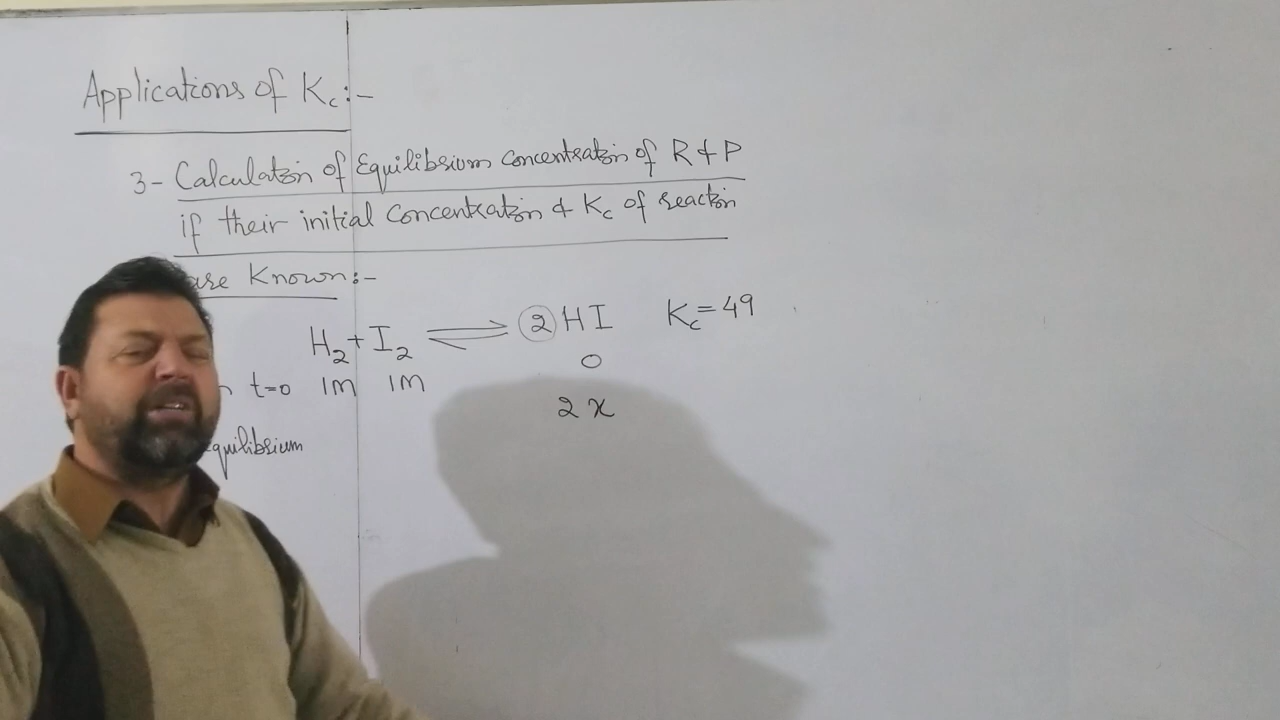 Applications of Kc:-
3- Calculation of Equilibrium Concentration of R & P
if their initial Concentration & Kc of reaction
are Known:-
H2 + I2 ⇌ 2HI Kc=49
t=0 1M 1M 0
2x
quilibrium